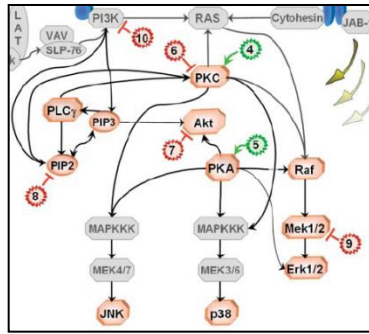 L
A
T
k
VAV
SLP-76
PI3K
RAS
Cytohesin
JAB-
10
6
PKC
4
PLCγ
PIP3
Akt
7
5
PIP2
8
PKA
Raf
MAPKKK
MAPKKK
Mek1/2
9
MEK4/7
MEK3/6
Erk1/2
JNK
p38